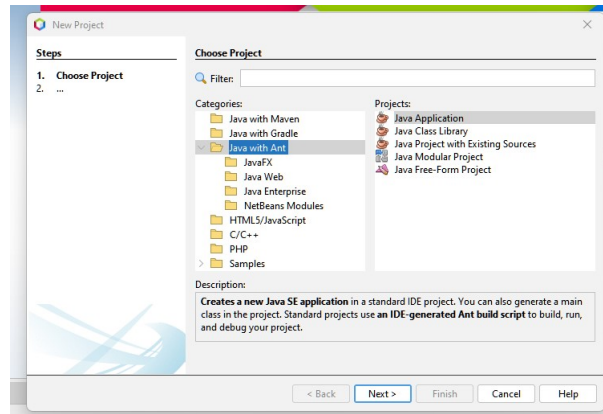 New Project
Steps
1. Choose Project
2. ...
Choose Project
Filter:
Categories:
Java with Maven
Java with Gradle
Java with Ant
JavaFX
Java Web
Java Enterprise
NetBeans Modules
HTML5/JavaScript
C/C++
PHP
Samples
Projects:
Java Application
Java Class Library
Java Project with Existing Sources
Java Modular Project
Java Free-Form Project
Description:
Creates a new Java SE application in a standard IDE project. You can also generate a main
class in the project. Standard projects use an IDE-generated Ant build script to build, run,
and debug your project.
< Back
Next >
Finish
Cancel
Help